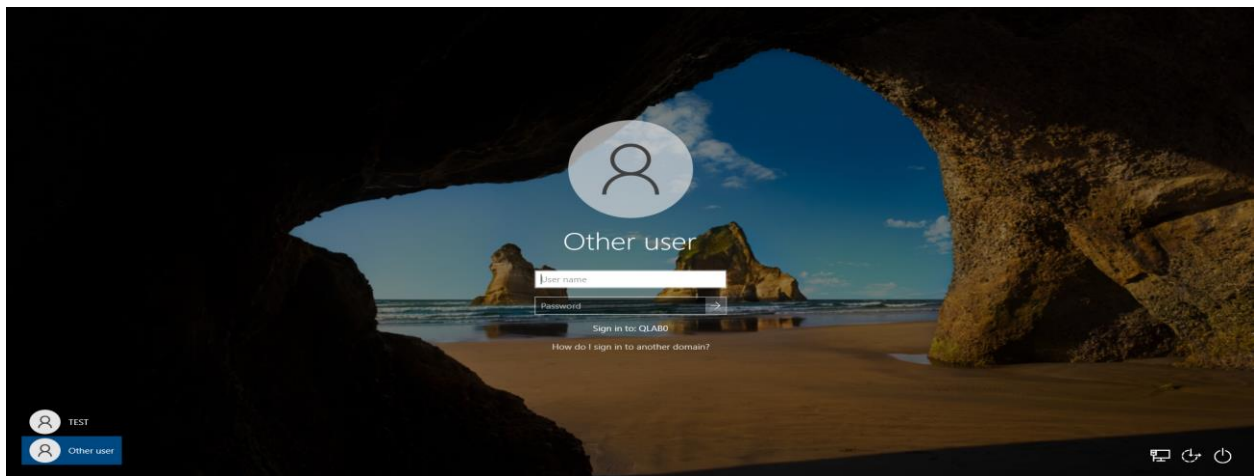 Other user
User name
Password
Sign in to: QLAB0
How do I sign in to another domain?
TEST
Other user